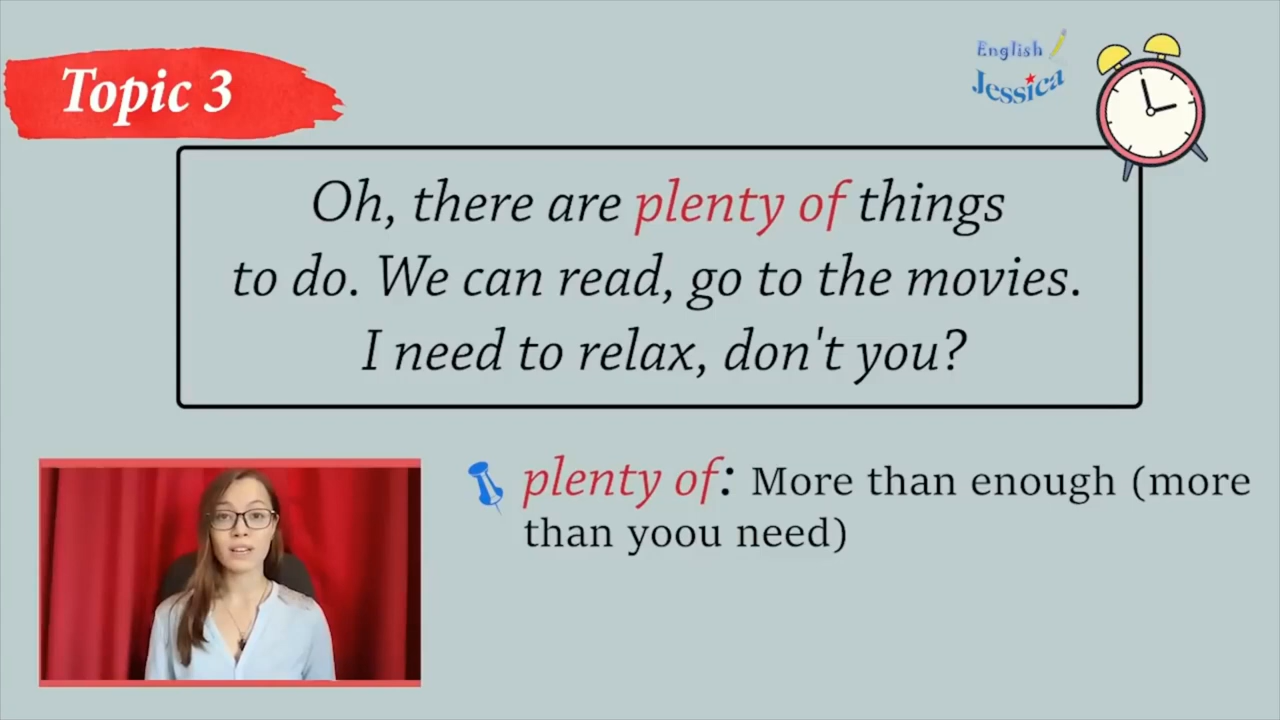 Topic 3
English
Jessica
Oh, there are plenty of things
to do. We can read, go to the movies.
I need to relax, don't you?
plenty of: More than enough (more
than yoou need)